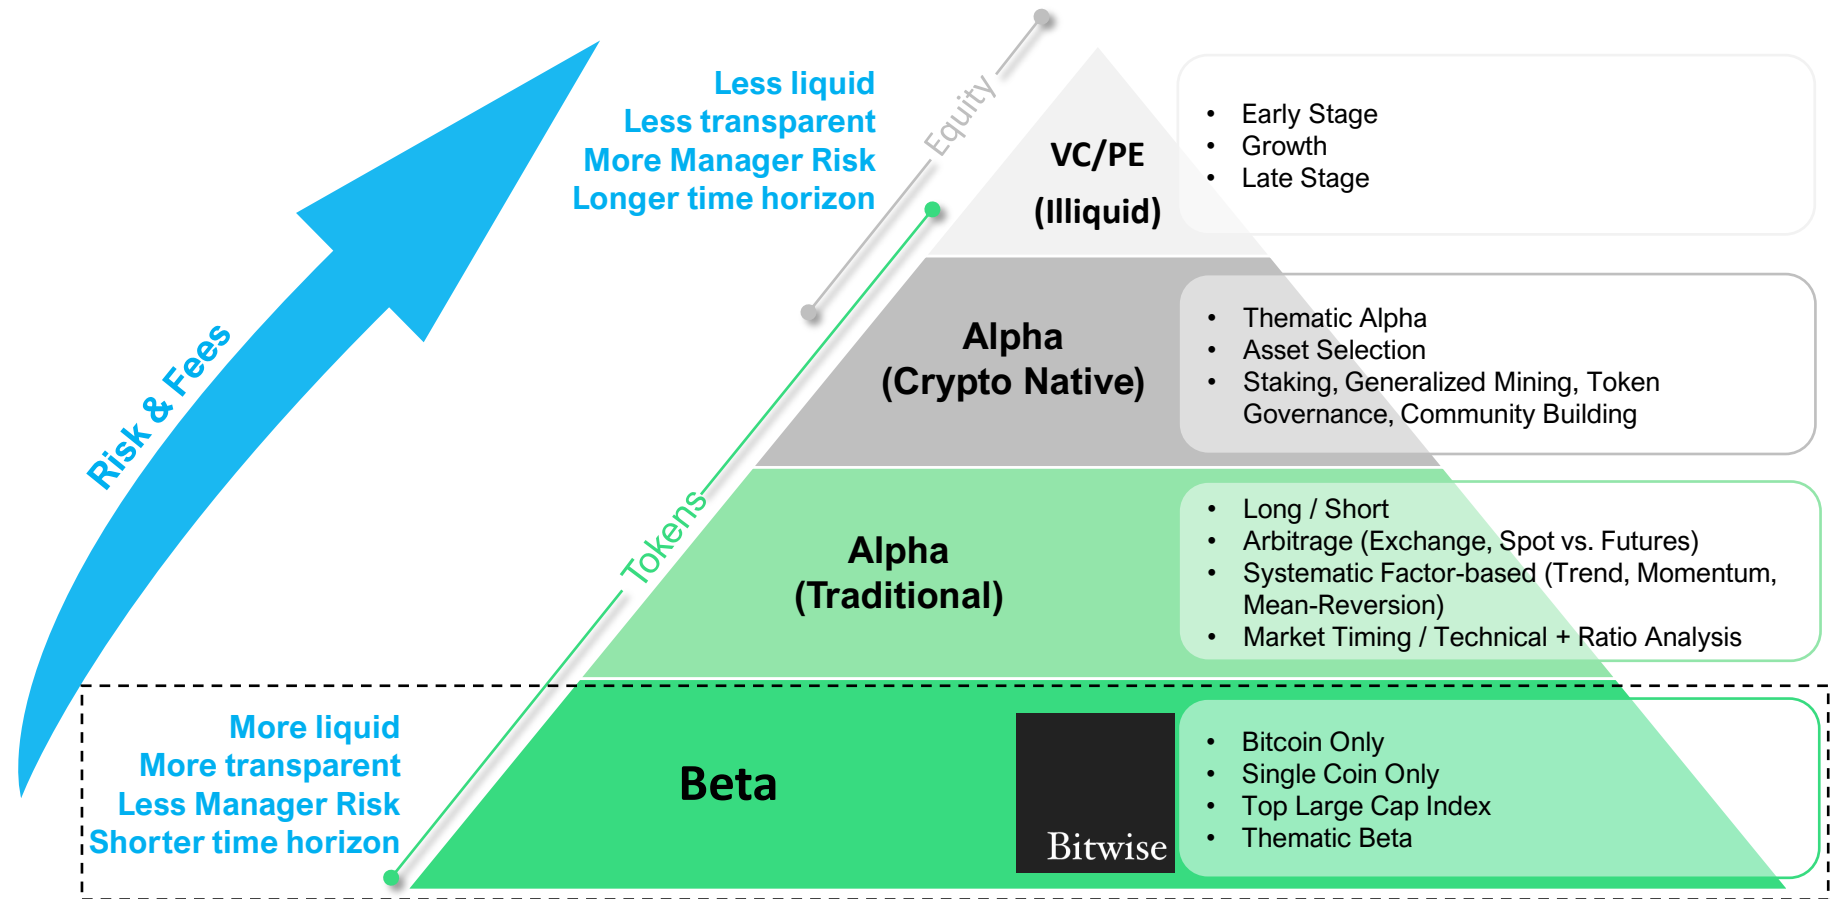 Less liquid
Less transparent
More Manager Risk
Longer time horizon
Equity
VC/PE
(Illiquid)
• Early Stage
• Growth
• Late Stage
Risk & Fees
Alpha
(Crypto Native)
• Thematic Alpha
• Asset Selection
• Staking, Generalized Mining, Token
Governance, Community Building
Tokens
Alpha
(Traditional)
• Long / Short
• Arbitrage (Exchange, Spot vs. Futures)
• Systematic Factor-based (Trend, Momentum,
Mean-Reversion)
• Market Timing / Technical + Ratio Analysis
More liquid
More transparent
Less Manager Risk
Shorter time horizon
Beta
Bitwise
• Bitcoin Only
• Single Coin Only
• Top Large Cap Index
• Thematic Beta